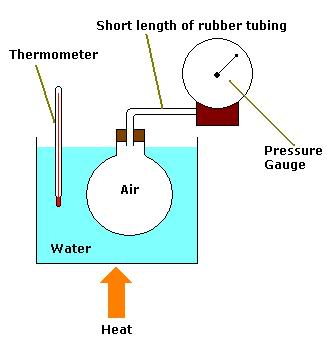 Short length of rubber tubing
Thermometer
Pressure
Gauge
Air
Water
Heat